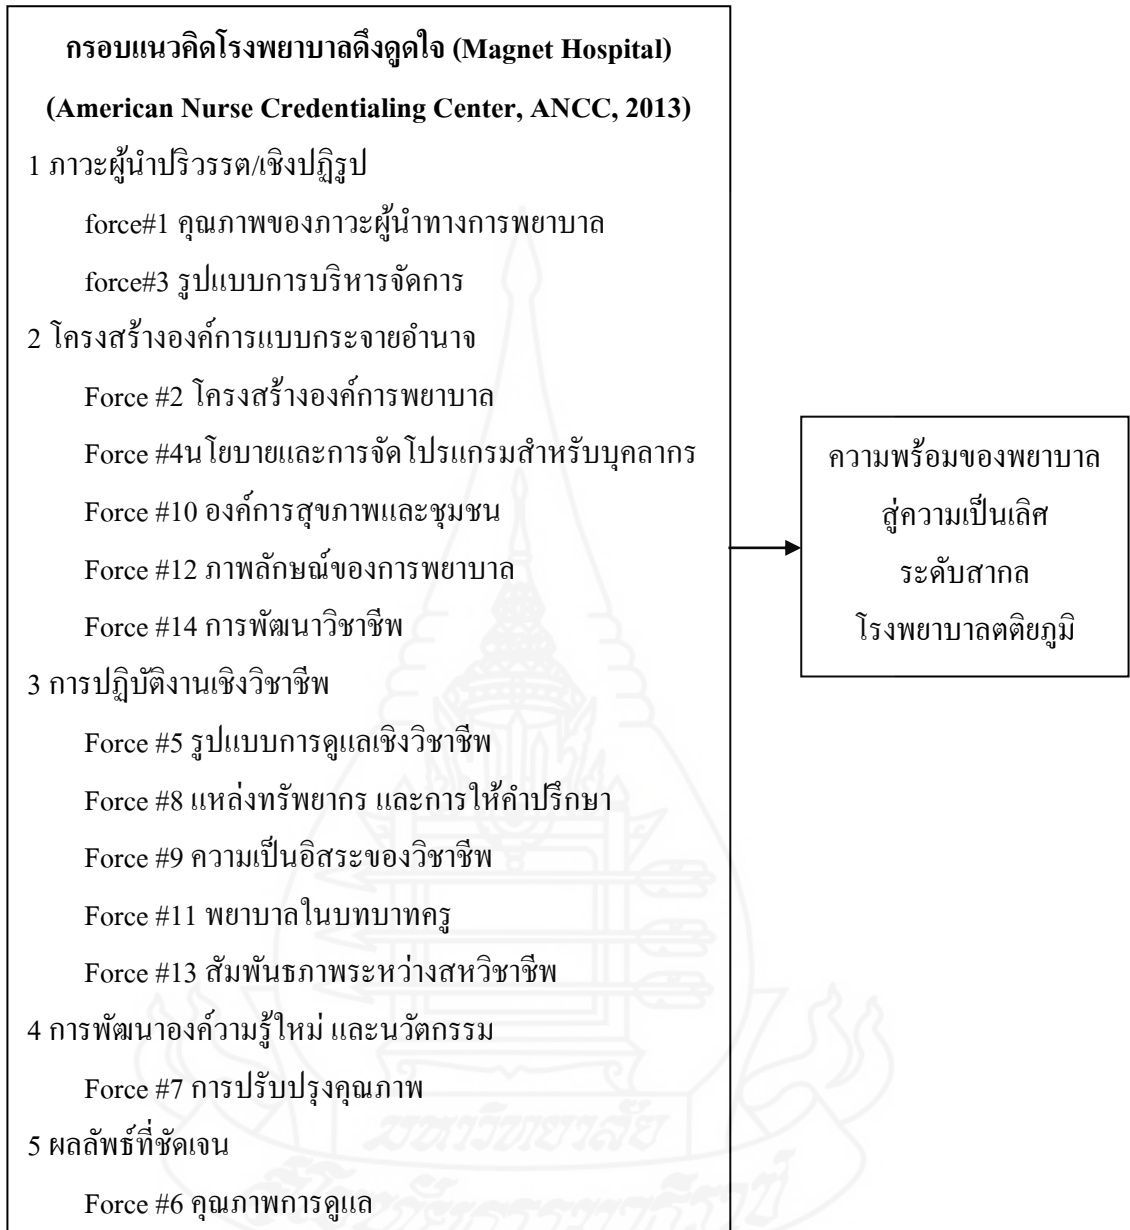 กรอบแนวคิดโรงพยาบาลดึงดูดใจ (Magnet Hospital)
(American Nurse Credentialing Center, ANCC, 2013)
1 ภาวะผู้นำปริวรรต/เชิงปฏิรูป
force#1 คุณภาพของภาวะผู้นำทางการพยาบาล
force#3 รูปแบบการบริหารจัดการ
2 โครงสร้างองค์การแบบกระจายอำนาจ
Force #2 โครงสร้างองค์การพยาบาล
Force #4นโยบายและการจัดโปรแกรมสำหรับบุคลากร
Force #10 องค์การสุขภาพและชุมชน
Force #12 ภาพลักษณ์ของการพยาบาล
Force #14 การพัฒนาวิชาชีพ
3 การปฏิบัติงานเชิงวิชาชีพ
Force #5 รูปแบบการดูแลเชิงวิชาชีพ
Force #8 แหล่งทรัพยากร และการให้คำปรึกษา
Force #9 ความเป็นอิสระของวิชาชีพ
Force #11 พยาบาลในบทบาทครู
Force #13 สัมพันธภาพระหว่างสหวิชาชีพ
4 การพัฒนาองค์วามรู้ใหม่ และนวัตกรรม
Force #7 การปรับปรุงคุณภาพ
5 ผลลัพธ์ที่ชัดเจน
Force #6 คุณภาพการดูแล
ความพร้อมของพยาบาล
สู่ความเป็นเลิศ
ระดับสากล
โรงพยาบาลตติยภูมิ
มหาวิทยาลัย